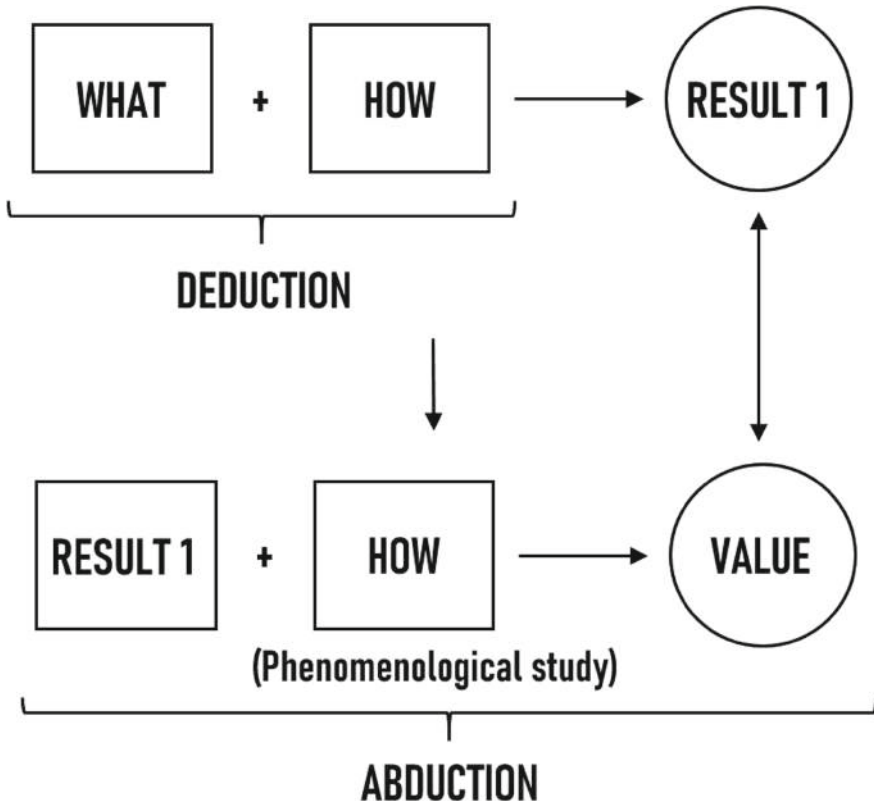 WHAT + HOW RESULT 1
DEDUCTION
RESULT 1 + HOW VALUE
(Phenomenological study)
ABDUCTION